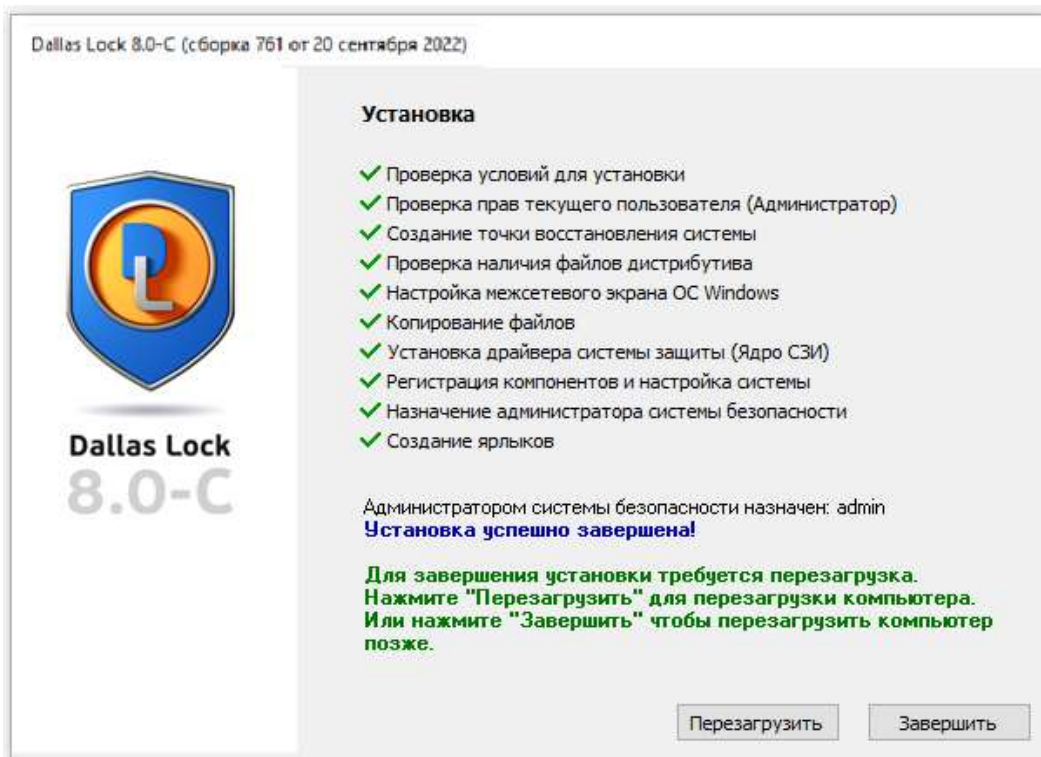 Dallas Lock 8.0-C (сборка 761 от 20 сентября 2022)
Установка
Проверка условий для установки
Проверка прав текущего пользователя (Администратор)
Создание точки восстановления системы
Проверка наличия файлов дистрибутива
Настройка межсетевого экрана ОС Windows
Копирование файлов
Установка драйвера системы защиты (Ядро СЗИ)
Регистрация компонентов и настройка системы
Назначение администратора системы безопасности
Создание ярлыков
DL
Dallas Lock
8.0-C
Администратором системы безопасности назначен: admin
Установка успешно завершена!
Для завершения установки требуется перезагрузка.
Нажмите "Перезагрузить" для перезагрузки компьютера.
Или нажмите "Завершить" чтобы перезагрузить компьютер
позже.
Перезагрузить
Завершить